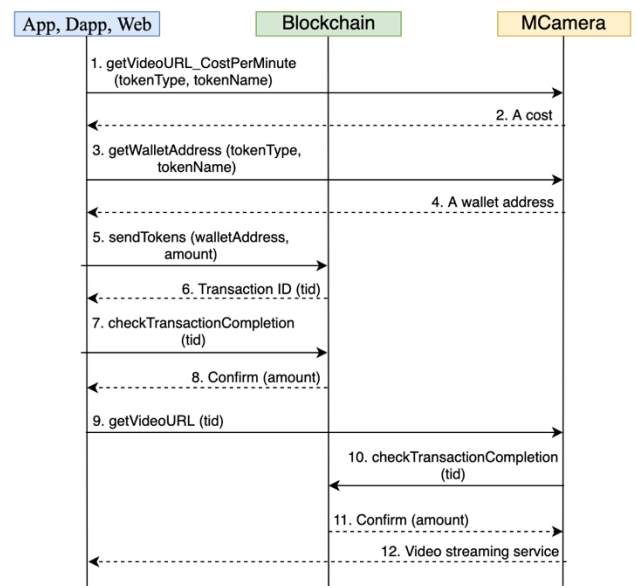 App, Dapp, Web
Blockchain
MCamera
1. getVideoURL_CostPerMinute
(tokenType, tokenName)
2. A cost
3. getWalletAddress (tokenType,
tokenName)
4. A wallet address
5. sendTokens (walletAddress,
amount)
6. Transaction ID (tid)
7. checkTransactionCompletion
(tid)
8. Confirm (amount)
9. getVideoURL (tid)
10. checkTransactionCompletion
(tid)
11. Confirm (amount)
12. Video streaming service